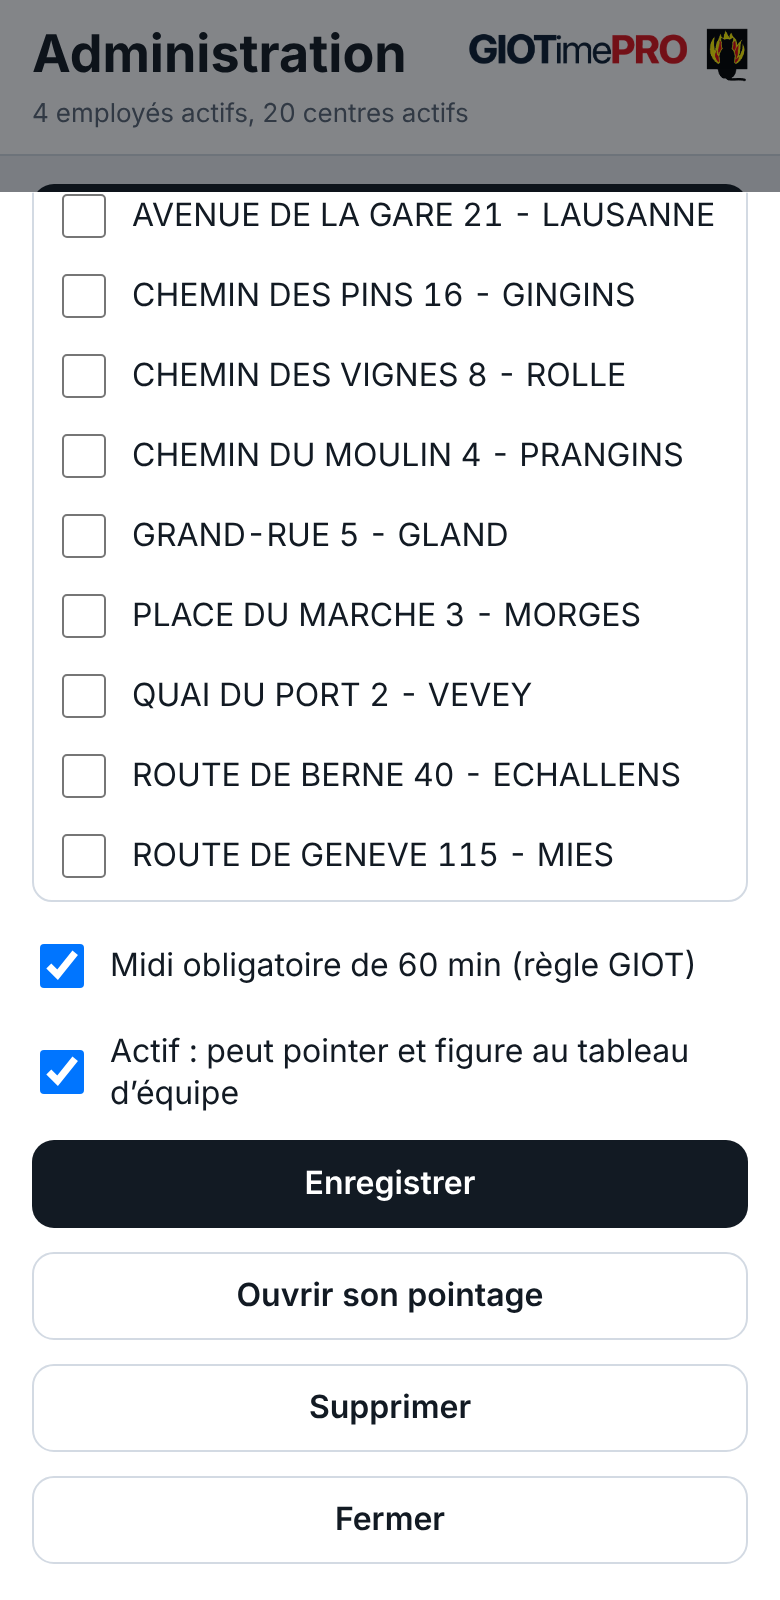 Administration
GIOTimePRO
4 employés actifs, 20 centres actifs
AVENUE DE LA GARE 21 - LAUSANNE
CHEMIN DES PINS 16 - GINGINS
CHEMIN DES VIGNES 8 - ROLLE
CHEMIN DU MOULIN 4 - PRANGINS
GRAND-RUE 5 - GLAND
PLACE DU MARCHE 3 - MORGES
QUAI DU PORT 2 - VEVEY
ROUTE DE BERNE 40 - ECHALLENS
ROUTE DE GENEVE 115 - MIES
Midi obligatoire de 60 min (règle GIOT)
Actif : peut pointer et figure au tableau
d’équipe
Enregistrer
Ouvrir son pointage
Supprimer
Fermer